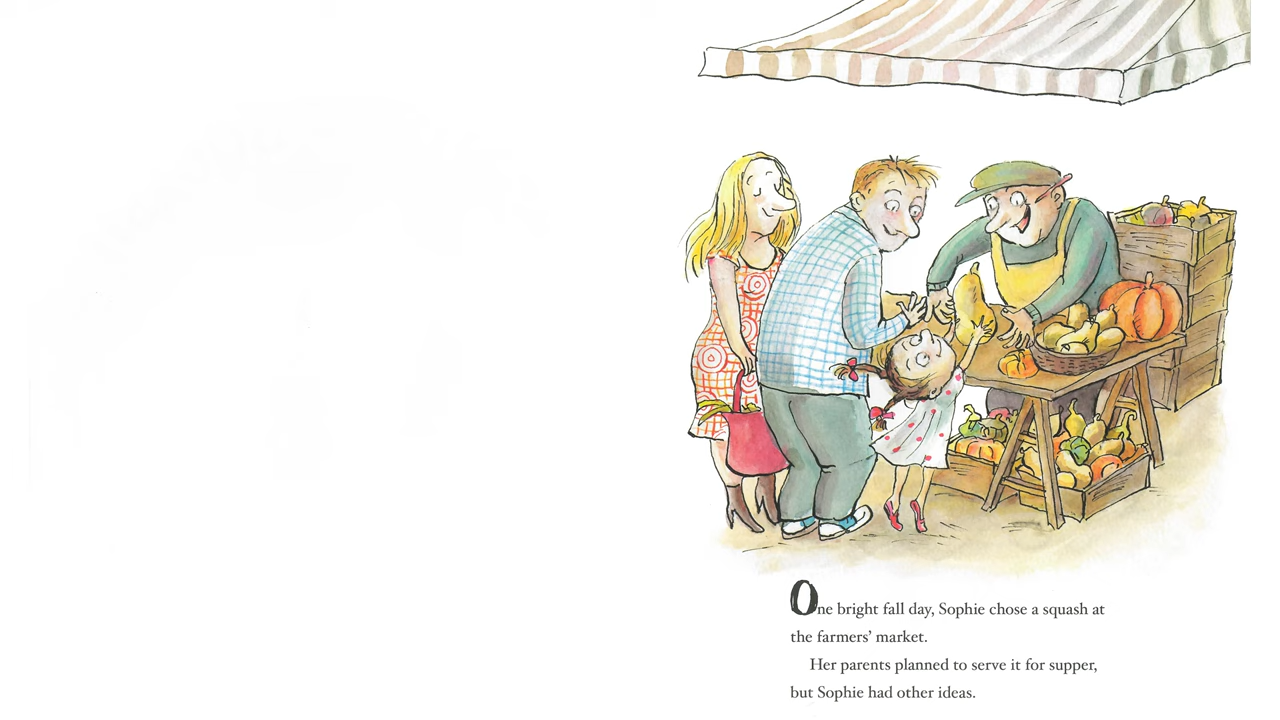 One bright fall day, Sophie chose a squash at
the farmers’ market.
Her parents planned to serve it for supper,
but Sophie had other ideas.